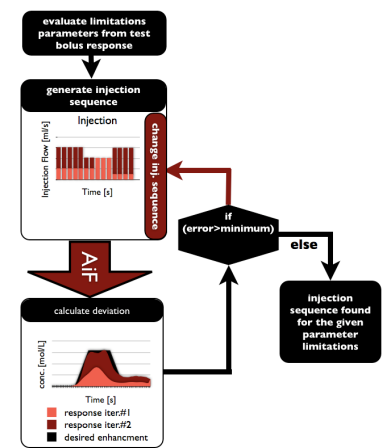 evaluate limitations
parameters from test
bolus response
generate injection
sequence
Injection
Injection Flow [ml/s]
Time [s]
change inj. sequence
AiF
calculate deviation
conc. [mol/L]
Time [s]
response iter.#1
response iter.#2
desired enhancment
if
(error>minimum)
else
injection
sequence found
for the given
parameter
limitations